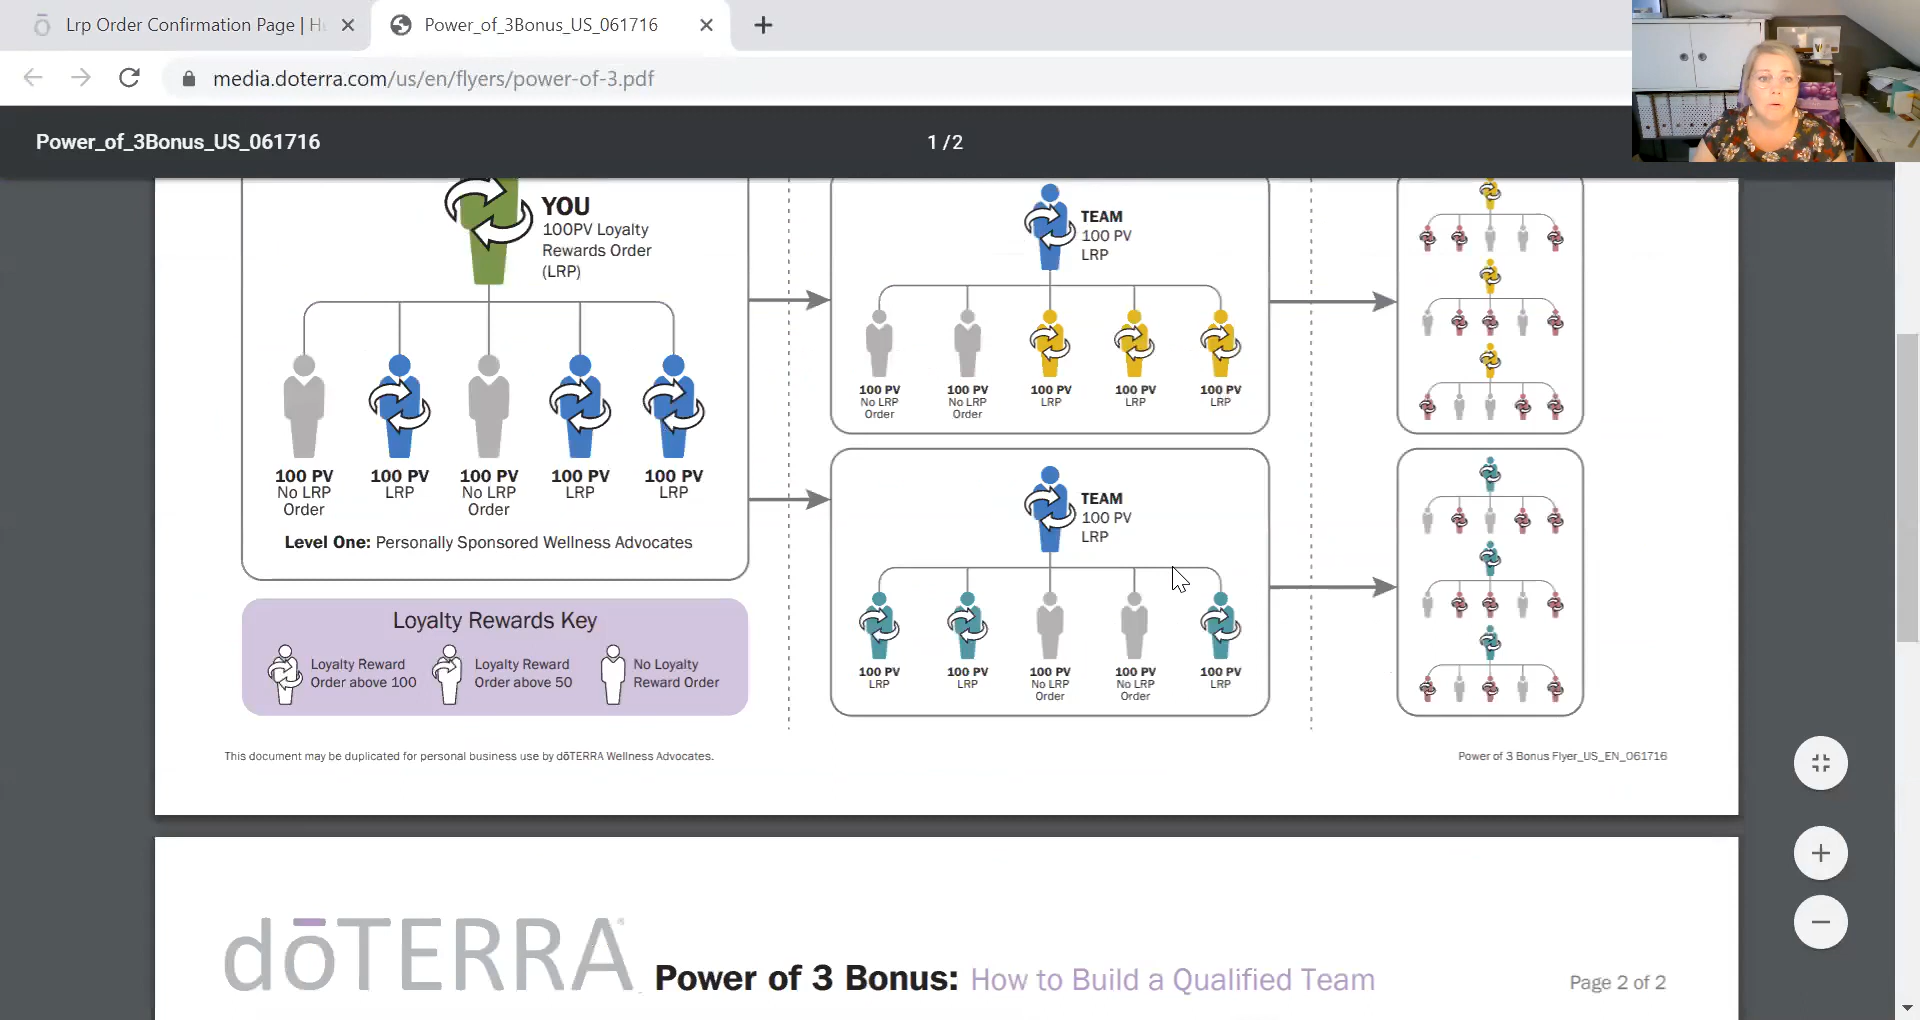 Lrp Order Confirmation Page | H
Power_of_3Bonus_US_061716
media.doterra.com/us/en/flyers/power-of-3.pdf
Power_of_3Bonus_US_061716
1 / 2
YOU
100PV Loyalty
Rewards Order
(LRP)
100 PV
No LRP
Order
100 PV
LRP
100 PV
No LRP
Order
100 PV
LRP
100 PV
LRP
Level One: Personally Sponsored Wellness Advocates
Loyalty Rewards Key
Loyalty Reward
Order above 100
Loyalty Reward
Order above 50
No Loyalty
Reward Order
TEAM
100 PV
LRP
100 PV
No LRP
Order
100 PV
No LRP
Order
100 PV
LRP
100 PV
LRP
100 PV
LRP
TEAM
100 PV
LRP
100 PV
LRP
100 PV
LRP
100 PV
No LRP
Order
100 PV
No LRP
Order
100 PV
LRP
This document may be duplicated for personal business use by dōTERRA Wellness Advocates.
Power of 3 Bonus Flyer_US_EN_061716
dōTERRA
Power of 3 Bonus: How to Build a Qualified Team
Page 2 of 2